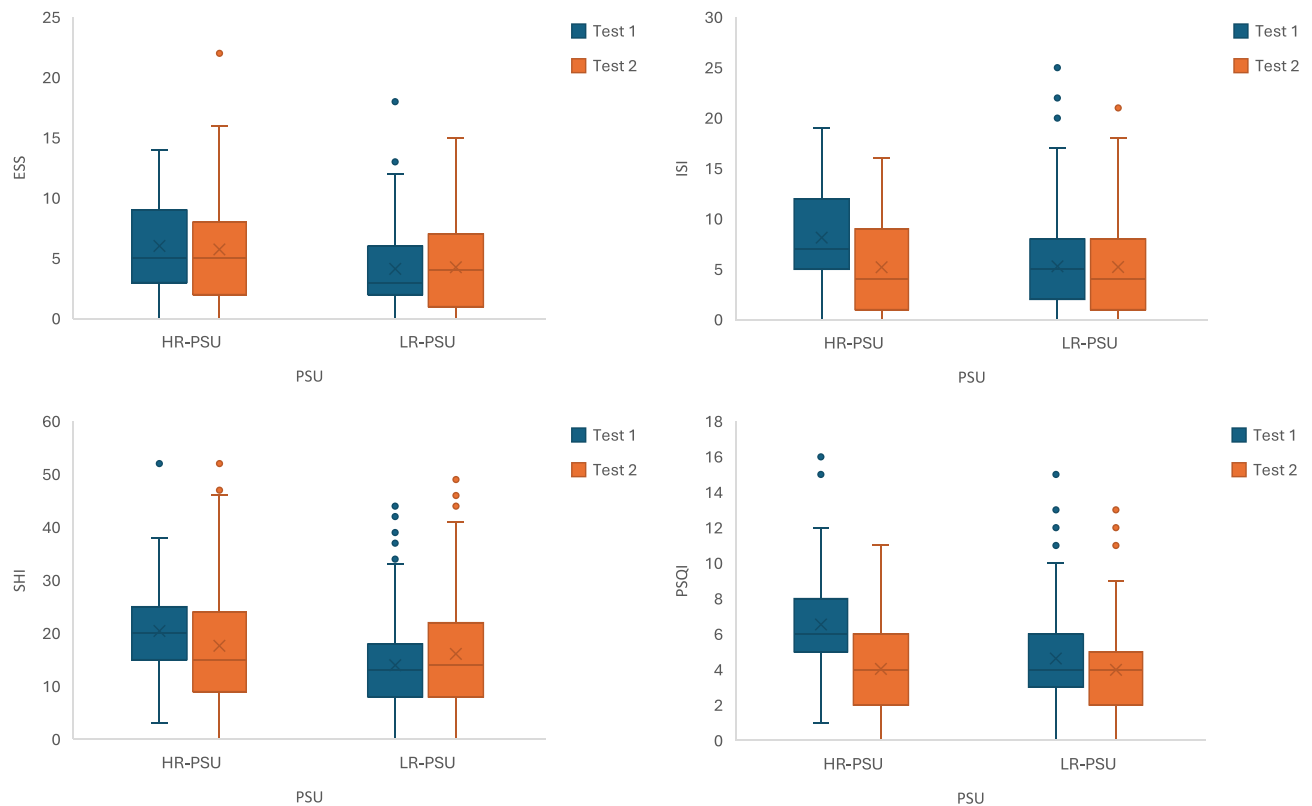 25
20
15
10
5
0
ESS
HR-PSU
LR-PSU
PSU
Test 1
Test 2
30
25
20
15
10
5
0
ISI
HR-PSU
LR-PSU
PSU
Test 1
Test 2
60
50
40
30
20
10
0
SHI
HR-PSU
LR-PSU
PSU
Test 1
Test 2
18
16
14
12
10
8
6
4
2
0
PSQI
HR-PSU
LR-PSU
PSU
Test 1
Test 2